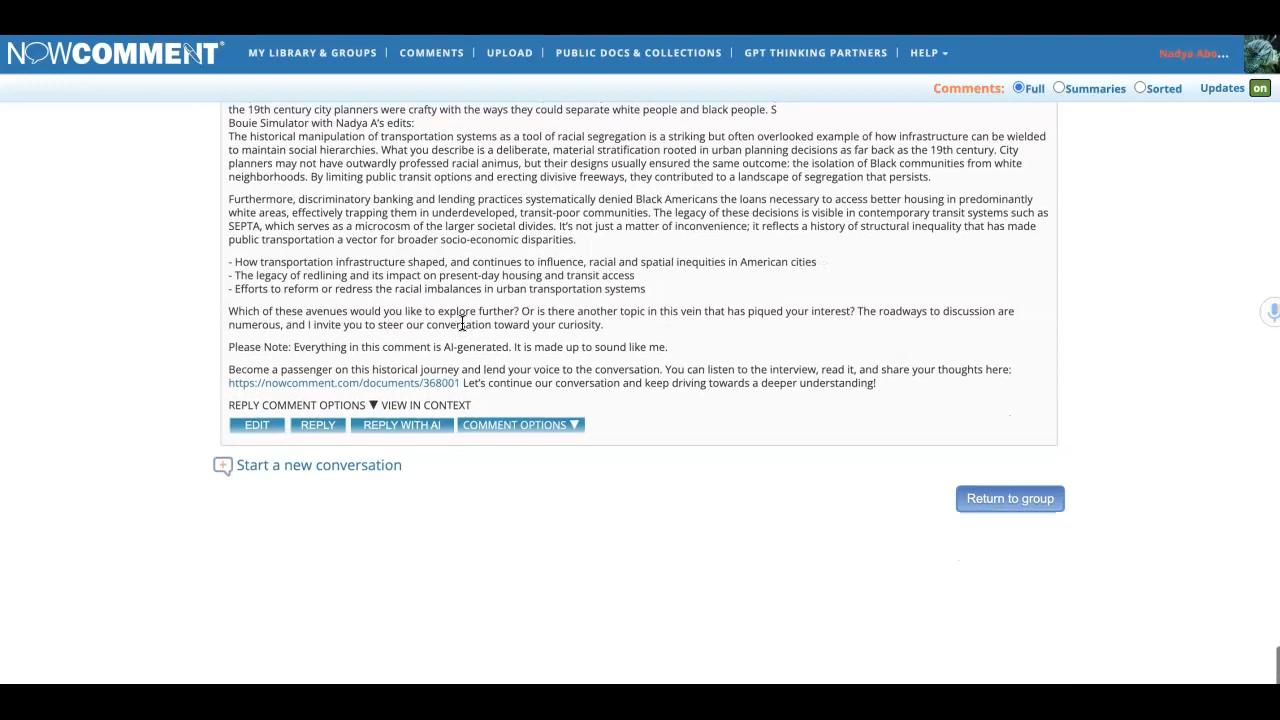 NOWCOMMENT®
MY LIBRARY & GROUPS | COMMENTS | UPLOAD | PUBLIC DOCS & COLLECTIONS | GPT THINKING PARTNERS | HELP
Nadya Abo...
Comments: Full Summaries Sorted Updates on
the 19th century city planners were crafty with the ways they could separate white people and black people. S
Bouie Simulator with Nadya A's edits:
The historical manipulation of transportation systems as a tool of racial segregation is a striking but often overlooked example of how infrastructure can be wielded
to maintain social hierarchies. What you describe is a deliberate, material stratification rooted in urban planning decisions as far back as the 19th century. City
planners may not have outwardly professed racial animus, but their designs usually ensured the same outcome: the isolation of Black communities from white
neighborhoods. By limiting public transit options and erecting divisive freeways, they contributed to a landscape of segregation that persists.
Furthermore, discriminatory banking and lending practices systematically denied Black Americans the loans necessary to access better housing in predominantly
white areas, effectively trapping them in underdeveloped, transit-poor communities. The legacy of these decisions is visible in contemporary transit systems such as
SEPTA, which serves as a microcosm of the larger societal divides. It's not just a matter of inconvenience; it reflects a history of structural inequality that has made
public transportation a vector for broader socio-economic disparities.
- How transportation infrastructure shaped, and continues to influence, racial and spatial inequities in American cities
- The legacy of redlining and its impact on present-day housing and transit access
- Efforts to reform or redress the racial imbalances in urban transportation systems
Which of these avenues would you like to explore further? Or is there another topic in this vein that has piqued your interest? The roadways to discussion are
numerous, and I invite you to steer our conversation toward your curiosity.
Please Note: Everything in this comment is AI-generated. It is made up to sound like me.
Become a passenger on this historical journey and lend your voice to the conversation. You can listen to the interview, read it, and share your thoughts here:
https://nowcomment.com/documents/368001 Let's continue our conversation and keep driving towards a deeper understanding!
REPLY COMMENT OPTIONS ▼ VIEW IN CONTEXT
EDIT REPLY REPLY WITH AI COMMENT OPTIONS ▼
Start a new conversation
Return to group